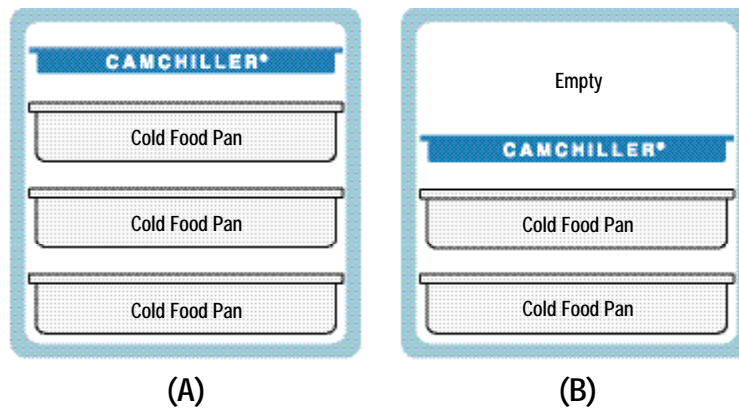 CAMCHILLER®
Cold Food Pan
Cold Food Pan
Cold Food Pan
(A)
Empty
CAMCHILLER®
Cold Food Pan
Cold Food Pan
(B)